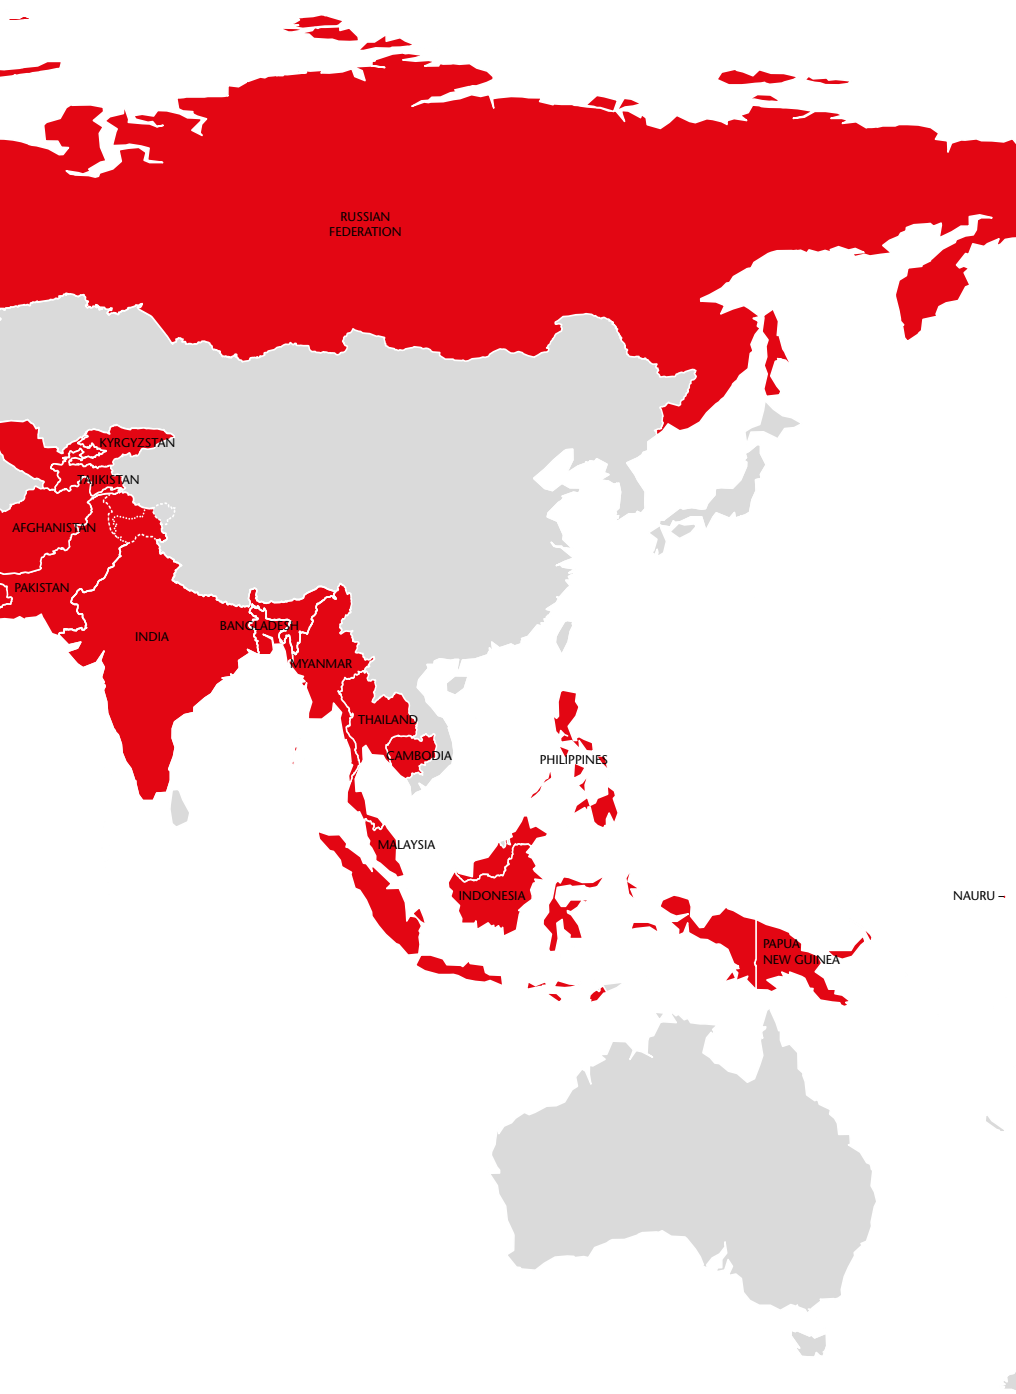 RUSSIAN
FEDERATION
KYRGYZSTAN
TAJIKISTAN
AFGHANISTAN
PAKISTAN
BANGLADESH
INDIA
MYANMAR
THAILAND
CAMBODIA
PHILIPPINES
MALAYSIA
INDONESIA
NAURU
PAPUA
NEW GUINEA